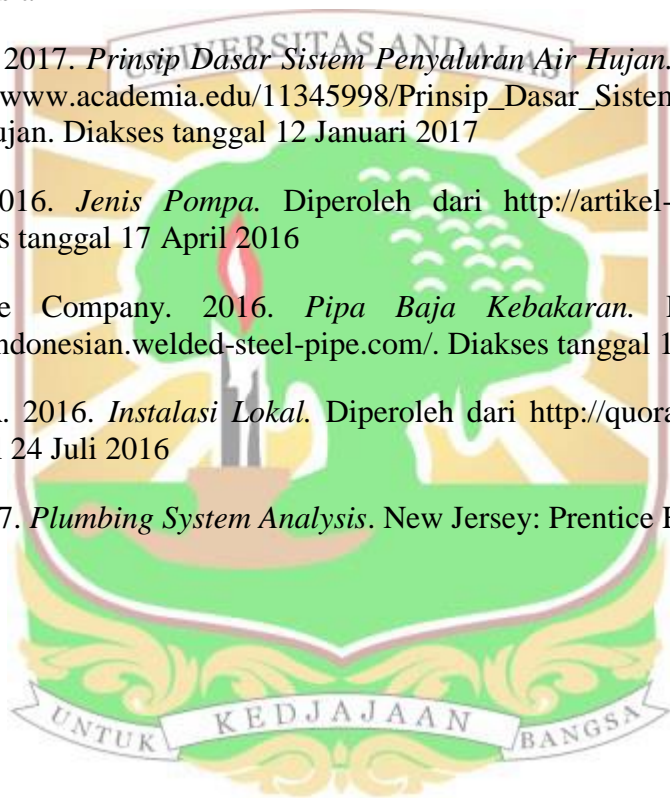 UNIVERSITAS ANDALAS
2017. Prinsip Dasar Sistem Penyaluran Air Hujan.
www.academia.edu/11345998/Prinsip_Dasar_Sistem
ujan. Diakses tanggal 12 Januari 2017
016. Jenis Pompa. Diperoleh dari http://artikel-
s tanggal 17 April 2016
e Company. 2016. Pipa Baja Kebakaran.
ndonesian.welded-steel-pipe.com/. Diakses tanggal 1
. 2016. Instalasi Lokal. Diperoleh dari http://quora
24 Juli 2016
7. Plumbing System Analysis. New Jersey: Prentice H
UNTUK KEDJAJAAN BANGSA